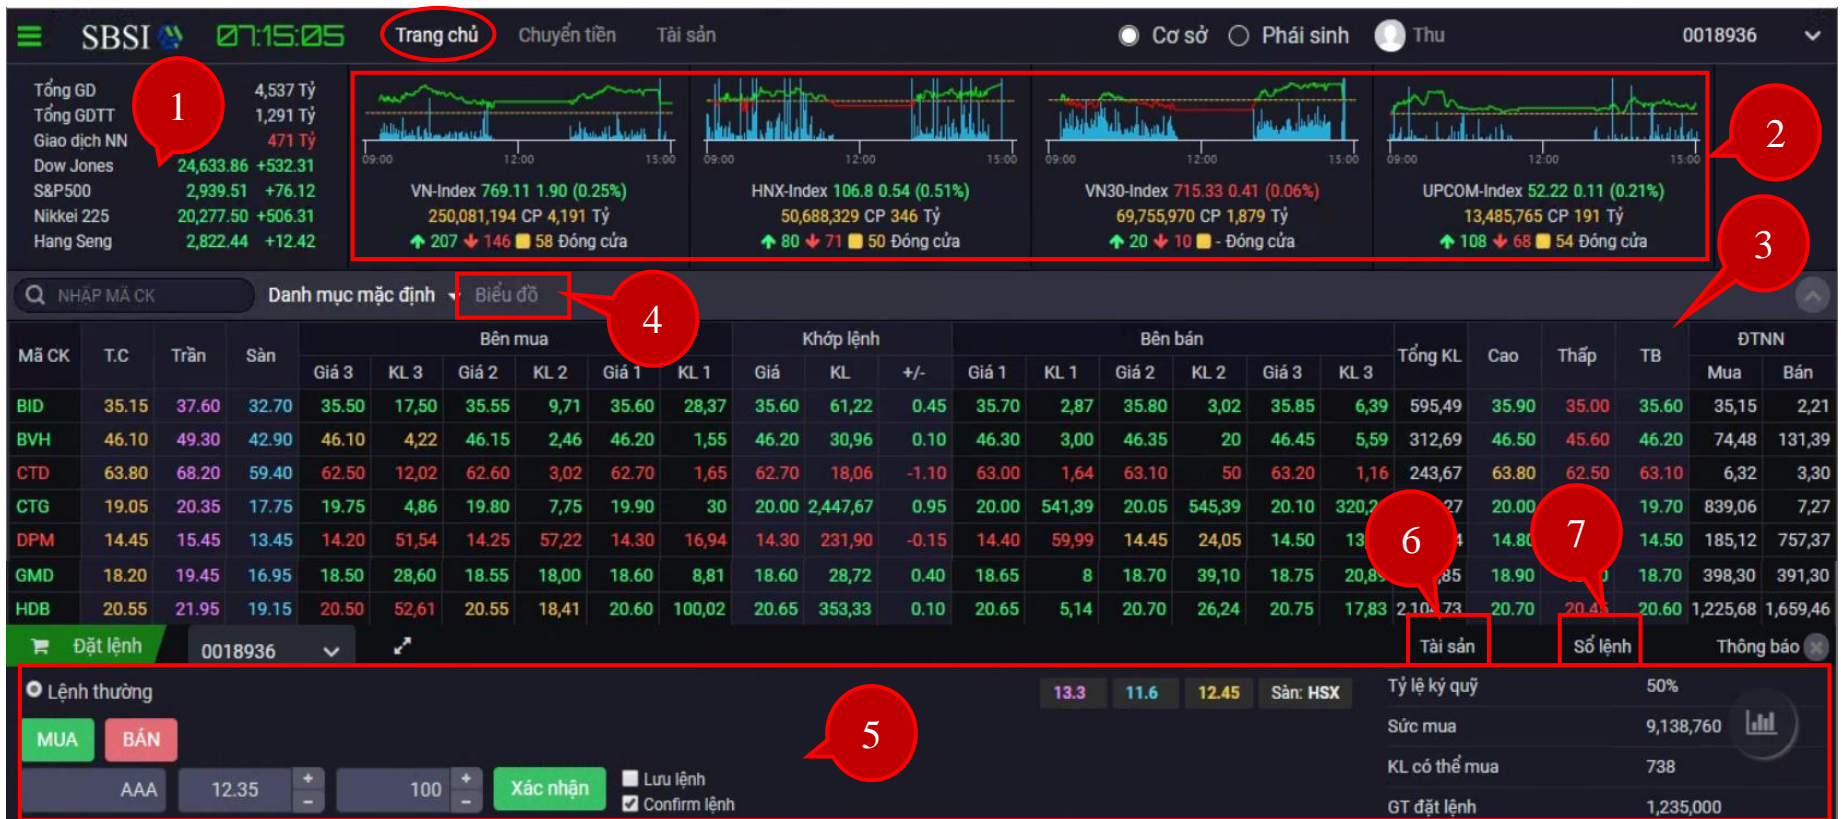 SBSI 07:15:05 Trang chủ Chuyển tiền Tài sản Cơ sở Phái sinh Thu 0018936
Tổng GD 4,537 Tỷ
Tổng GDTT 1,291 Tỷ
Giao dịch NN 471 Tỷ
Dow Jones 24,633.86 +532.31
S&P500 2,939.51 +76.12
Nikkei 225 20,277.50 +506.31
Hang Seng 2,822.44 +12.42
1
09:00 12:00 15:00
VN-Index 769.11 1.90 (0.25%)
250,081,194 CP 4,191 Tỷ
207 146 58 Đóng cửa
09:00 12:00 15:00
HNX-Index 106.8 0.54 (0.51%)
50,688,329 CP 346 Tỷ
80 71 50 Đóng cửa
09:00 12:00 15:00
VN30-Index 715.33 0.41 (0.06%)
69,755,970 CP 1,879 Tỷ
20 10 - Đóng cửa
09:00 12:00 15:00
UPCOM-Index 52.22 0.11 (0.21%)
13,485,765 CP 191 Tỷ
108 68 54 Đóng cửa
2
3
NHẬP MÃ CK Danh mục mặc định Biểu đồ
4
Mã CK T.C Trần Sàn Bên mua Khớp lệnh Bên bán Tổng KL Cao Thấp TB ĐTNN
Giá 3 KL 3 Giá 2 KL 2 Giá 1 KL 1 Giá KL +/- Giá 1 KL 1 Giá 2 KL 2 Giá 3 KL 3 Mua Bán
BID 35.15 37.60 32.70 35.50 17,50 35.55 9,71 35.60 28,37 35.60 61,22 0.45 35.70 2,87 35.80 3,02 35.85 6,39 595,49 35.90 35.00 35.60 35,15 2,21
BVH 46.10 49.30 42.90 46.10 4,22 46.15 2,46 46.20 1,55 46.20 30,96 0.10 46.30 3,00 46.35 20 46.45 5,59 312,69 46.50 45.60 46.20 74,48 131,39
CTD 63.80 68.20 59.40 62.50 12,02 62.60 3,02 62.70 1,65 62.70 18,06 -1.10 63.00 1,64 63.10 50 63.20 1,16 243,67 63.80 62.50 63.10 6,32 3,30
CTG 19.05 20.35 17.75 19.75 4,86 19.80 7,75 19.90 30 20.00 2,447,67 0.95 20.00 541,39 20.05 545,39 20.10 20.00 19.70 839,06 7,27
DPM 14.45 15.45 13.45 14.20 51,54 14.25 57,22 14.30 16,94 14.30 231,90 -0.15 14.40 59,99 14.45 24,05 14.50 14.80 14.50 185,12 757,37
GMD 18.20 19.45 16.95 18.50 28,60 18.55 18,00 18.60 8,81 18.60 28,72 0.40 18.65 8 18.70 39,10 18.75 18.90 18.70 398,30 391,30
HDB 20.55 21.95 19.15 20.50 52,61 20.55 18,41 20.60 100,02 20.65 353,33 0.10 20.65 5,14 20.70 26,24 20.75 17,83 20.70 20.45 20.60 1,225,68 1,659,46
6
7
Đặt lệnh 0018936 Tài sản Sổ lệnh Thông báo
Lệnh thường 13.3 11.6 12.45 Sàn: HSX
MUA BÁN
AAA 12.35 + - 100 + - Xác nhận
Lưu lệnh
Confirm lệnh
5
Tỷ lệ ký quỹ 50%
Sức mua 9,138,760
KL có thể mua 738
GT đặt lệnh 1,235,000